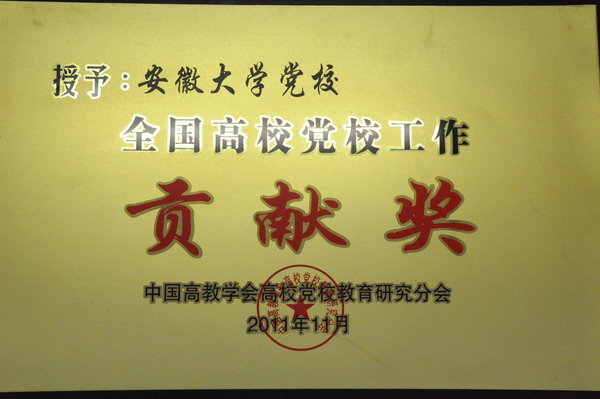 授予：安徽大学党校
全国高校党校工作
贡献奖
中国高教学会高校党校教育研究分会
2011年11月